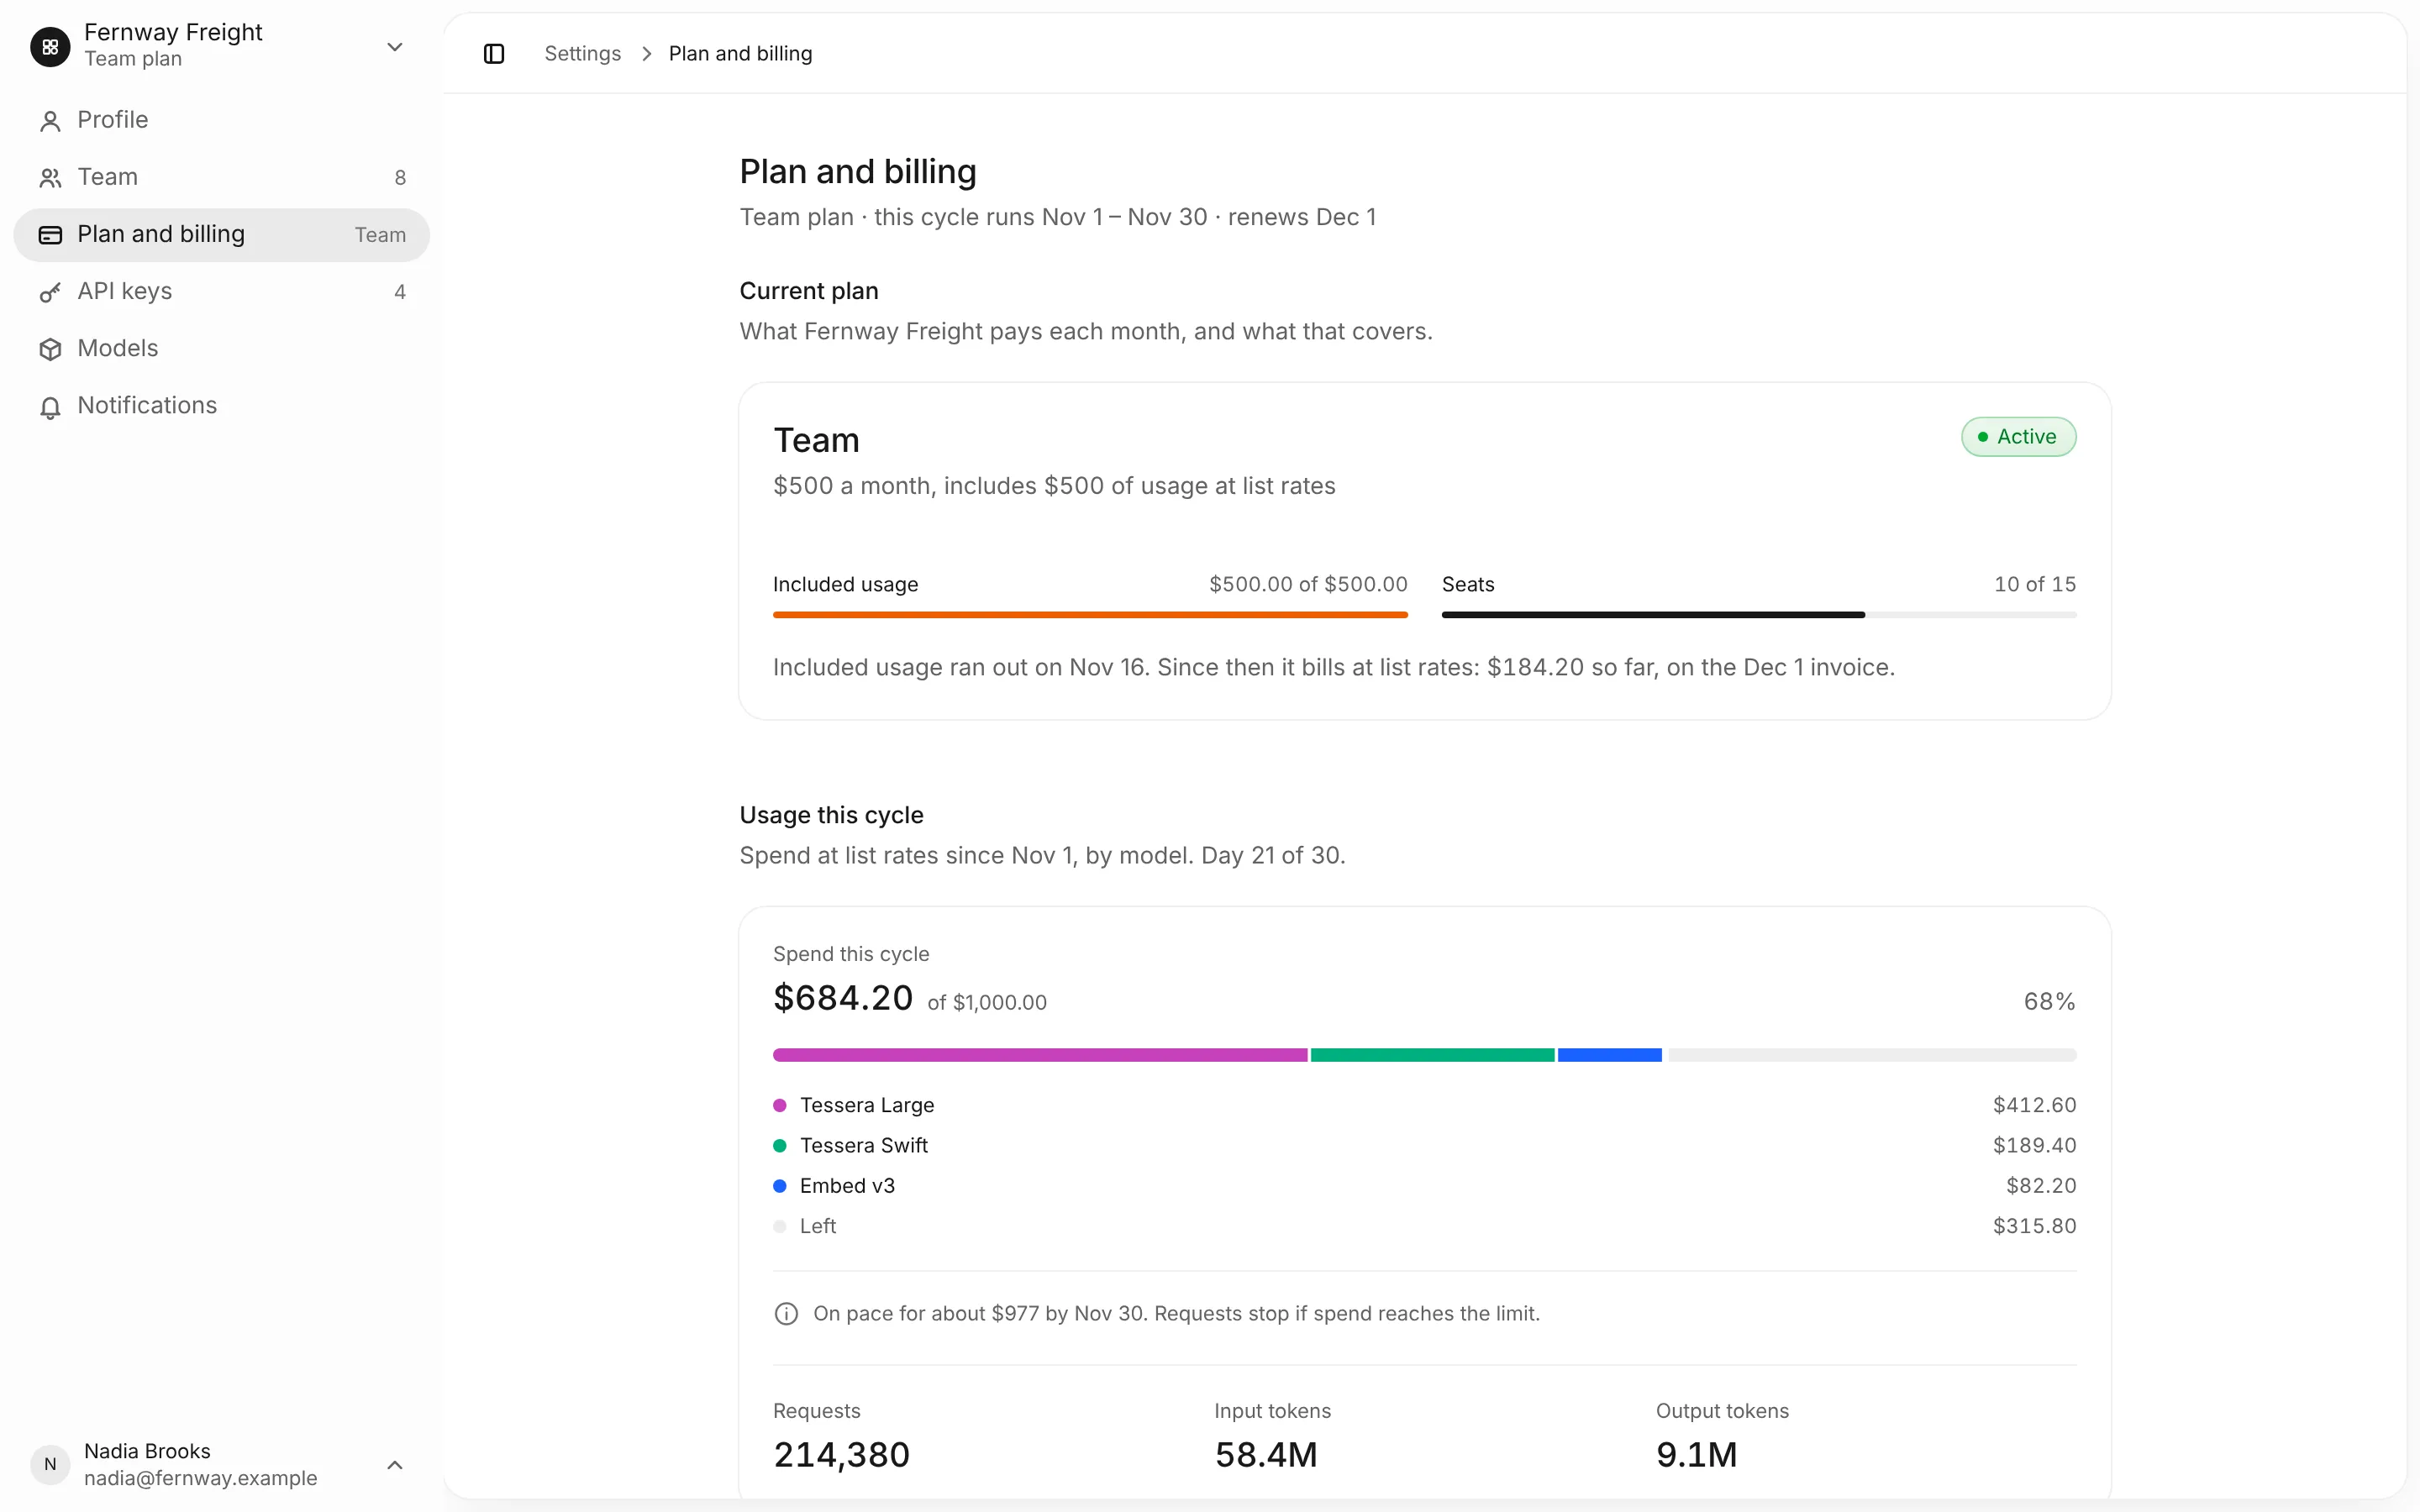 Fernway Freight
Team plan
Profile
Team 8
Plan and billing Team
API keys 4
Models
Notifications
Nadia Brooks
N
nadia@fernway.example
Settings > Plan and billing
Plan and billing
Team plan · this cycle runs Nov 1 – Nov 30 · renews Dec 1
Current plan
What Fernway Freight pays each month, and what that covers.
Team Active
$500 a month, includes $500 of usage at list rates
Included usage $500.00 of $500.00 Seats 10 of 15
Included usage ran out on Nov 16. Since then it bills at list rates: $184.20 so far, on the Dec 1 invoice.
Usage this cycle
Spend at list rates since Nov 1, by model. Day 21 of 30.
Spend this cycle
$684.20 of $1,000.00 68%
Tessera Large $412.60
Tessera Swift $189.40
Embed v3 $82.20
Left $315.80
On pace for about $977 by Nov 30. Requests stop if spend reaches the limit.
Requests Input tokens Output tokens
214,380 58.4M 9.1M